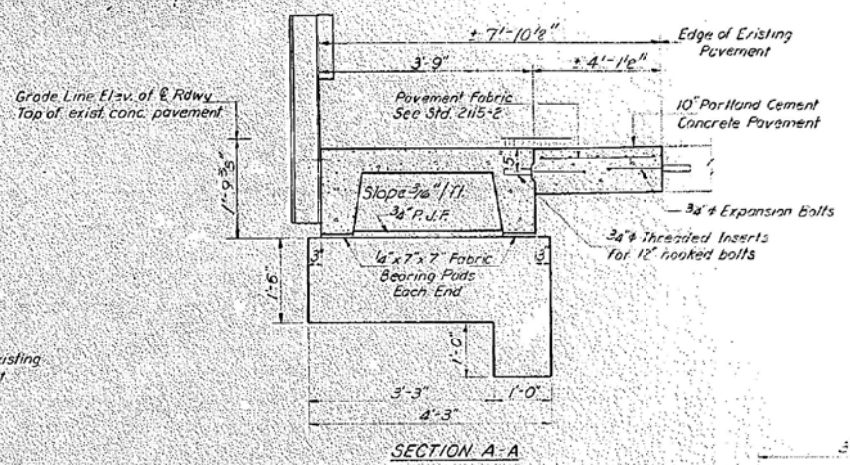 ± 7'-10½"
Edge of Existing
Pavement
3'-9"
± 4'-1½"
Grade Line Elev. of ℄ Rdwy
Top of exist. conc. pavement
Pavement Fabric
See Std. 2115-2
10" Portland Cement
Concrete Pavement
5"
1'-9⅜"
Slope 3/16"/1'.
¾" P.J.F.
¾"ϕ Expansion Bolts
¾"ϕ Threaded Inserts
for 12" hooked bolts
3"
¼" x 7" x 7" Fabric
Bearing Pads
Each End
3"
1'-6"
1'-0"
3'-3"
1'-0"
4'-3"
SECTION A-A